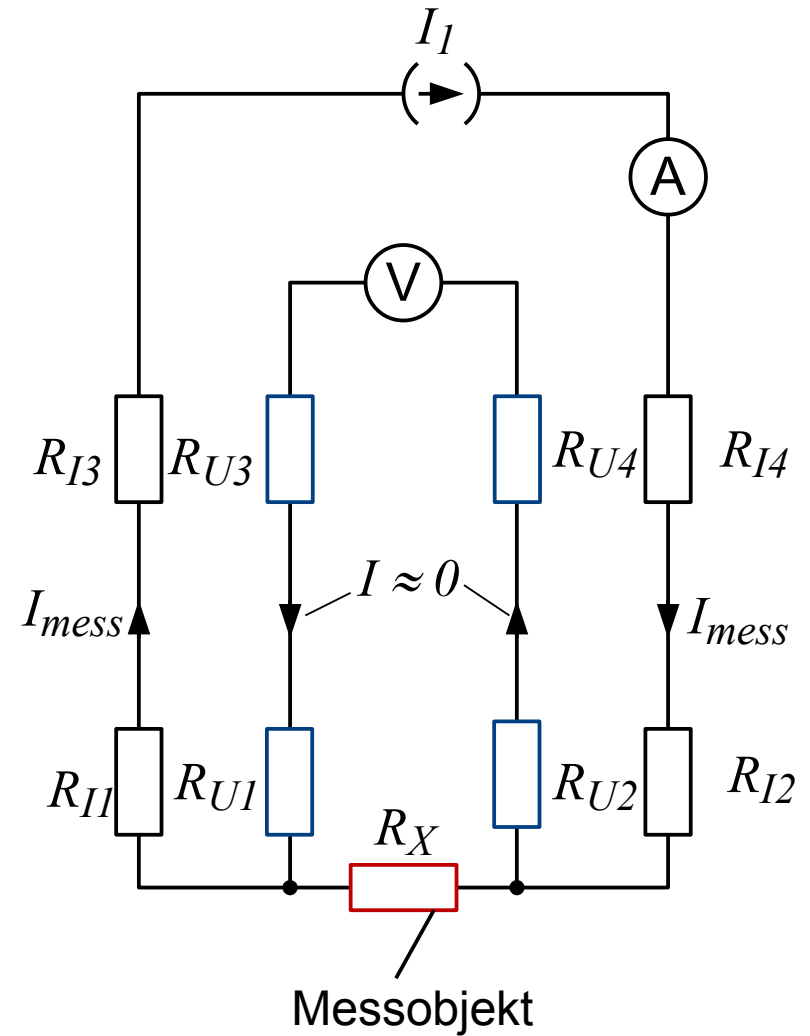 I1
A
V
RI3 RU3 RU4 RI4
I ≈ 0
Imess Imess
RI1 RU1 RU2 RI2
RX
Messobjekt